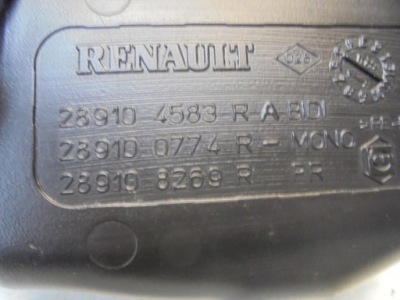 RENAULT
28910 4583 R-A BIDI
28910 0774 R- MONO
28910 8269 R PR